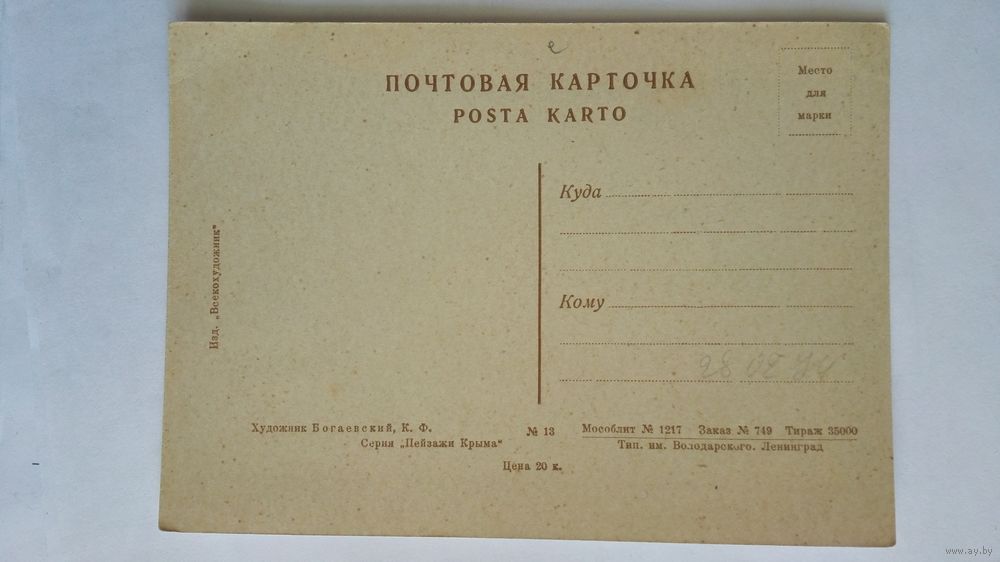 е
ПОЧТОВАЯ КАРТОЧКА
POSTA KARTO
Место
для
марки
Куда
Кому
Изд. „Всекохудожник"
Художник Богаевский, К. Ф.
Серия „Пейзажи Крыма"
№ 13
Цена 20 к.
Мособлит № 1217 Заказ № 749 Тираж 35000
Тип. им. Володарского. Ленинград
www.ay.by